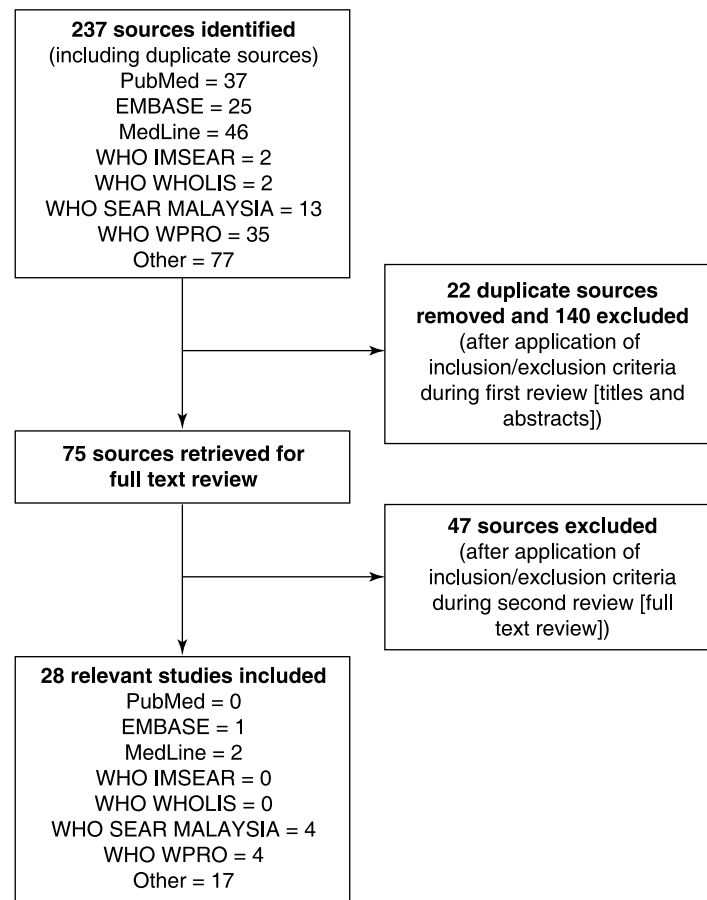 237 sources identified
(including duplicate sources)
PubMed = 37
EMBASE = 25
MedLine = 46
WHO IMSEAR = 2
WHO WHOLIS = 2
WHO SEAR MALAYSIA = 13
WHO WPRO = 35
Other = 77
22 duplicate sources
removed and 140 excluded
(after application of
inclusion/exclusion criteria
during first review [titles and
abstracts])
75 sources retrieved for
full text review
47 sources excluded
(after application of
inclusion/exclusion criteria
during second review [full
text review])
28 relevant studies included
PubMed = 0
EMBASE = 1
MedLine = 2
WHO IMSEAR = 0
WHO WHOLIS = 0
WHO SEAR MALAYSIA = 4
WHO WPRO = 4
Other = 17